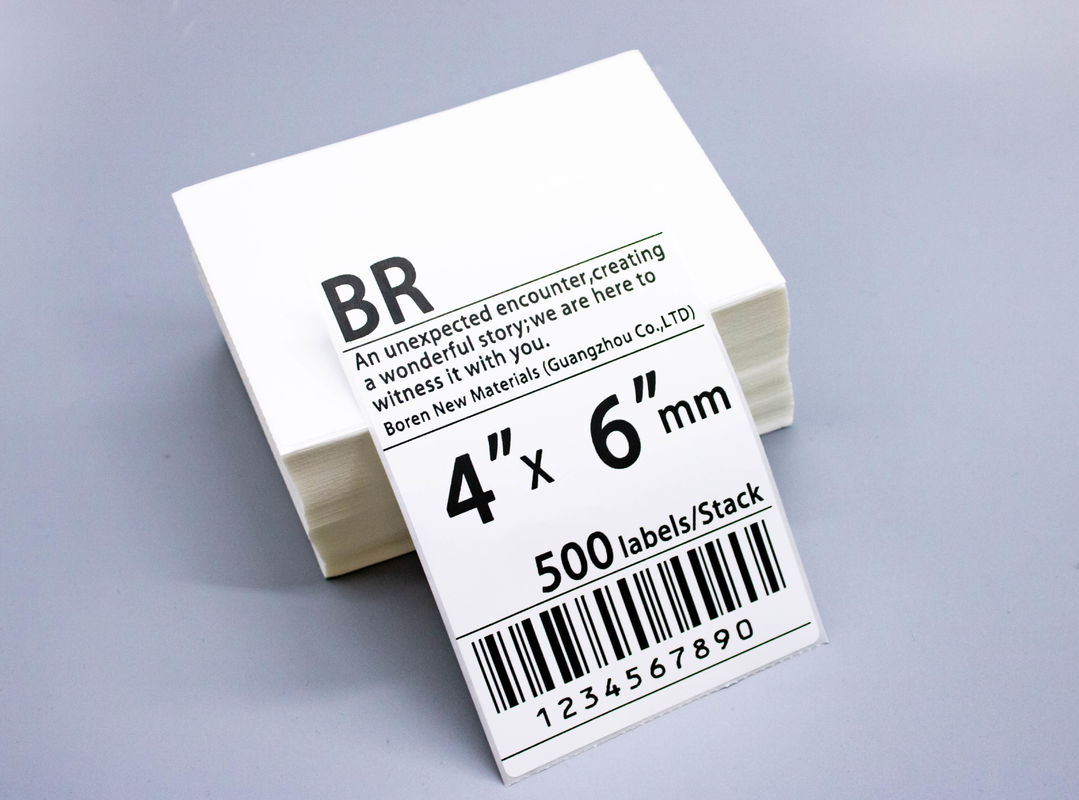 BR
An unexpected encounter,creating
a wonderful story;we are here to
witness it with you.
Boren New Materials (Guangzhou Co.,LTD)
4” x 6”mm
500 labels/Stack
1234567890